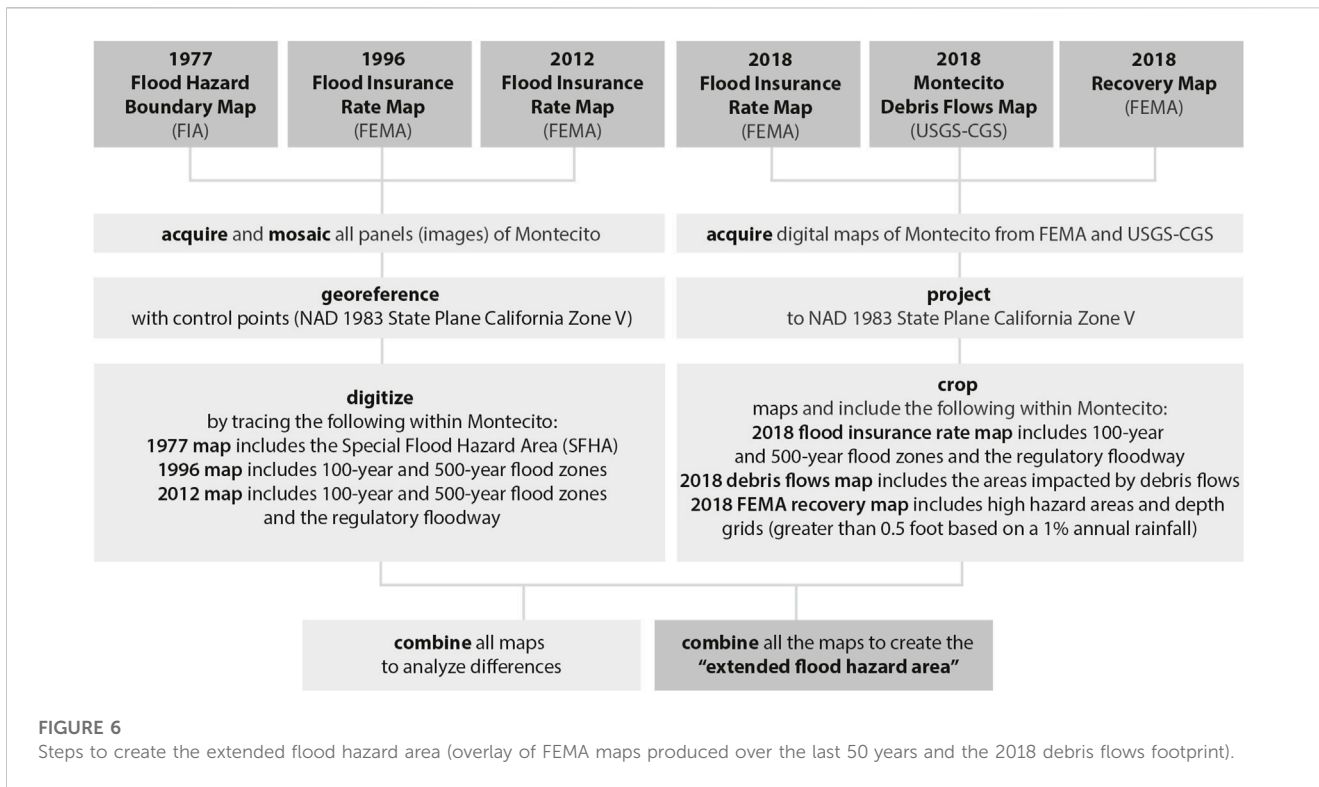 1977
Flood Hazard
Boundary Map
(FIA)
1996
Flood Insurance
Rate Map
(FEMA)
2012
Flood Insurance
Rate Map
(FEMA)
2018
Flood Insurance
Rate Map
(FEMA)
2018
Montecito
Debris Flows Map
(USGS-CGS)
2018
Recovery Map
(FEMA)
acquire and mosaic all panels (images) of Montecito
georeference
with control points (NAD 1983 State Plane California Zone V)
digitize
by tracing the following within Montecito:
1977 map includes the Special Flood Hazard Area (SFHA)
1996 map includes 100-year and 500-year flood zones
2012 map includes 100-year and 500-year flood zones
and the regulatory floodway
acquire digital maps of Montecito from FEMA and USGS-CGS
project
to NAD 1983 State Plane California Zone V
crop
maps and include the following within Montecito:
2018 flood insurance rate map includes 100-year
and 500-year flood zones and the regulatory floodway
2018 debris flows map includes the areas impacted by debris flows
2018 FEMA recovery map includes high hazard areas and depth
grids (greater than 0.5 foot based on a 1% annual rainfall)
combine all maps
to analyze differences
combine all the maps to create the
“extended flood hazard area”
FIGURE 6
Steps to create the extended flood hazard area (overlay of FEMA maps produced over the last 50 years and the 2018 debris flows footprint).